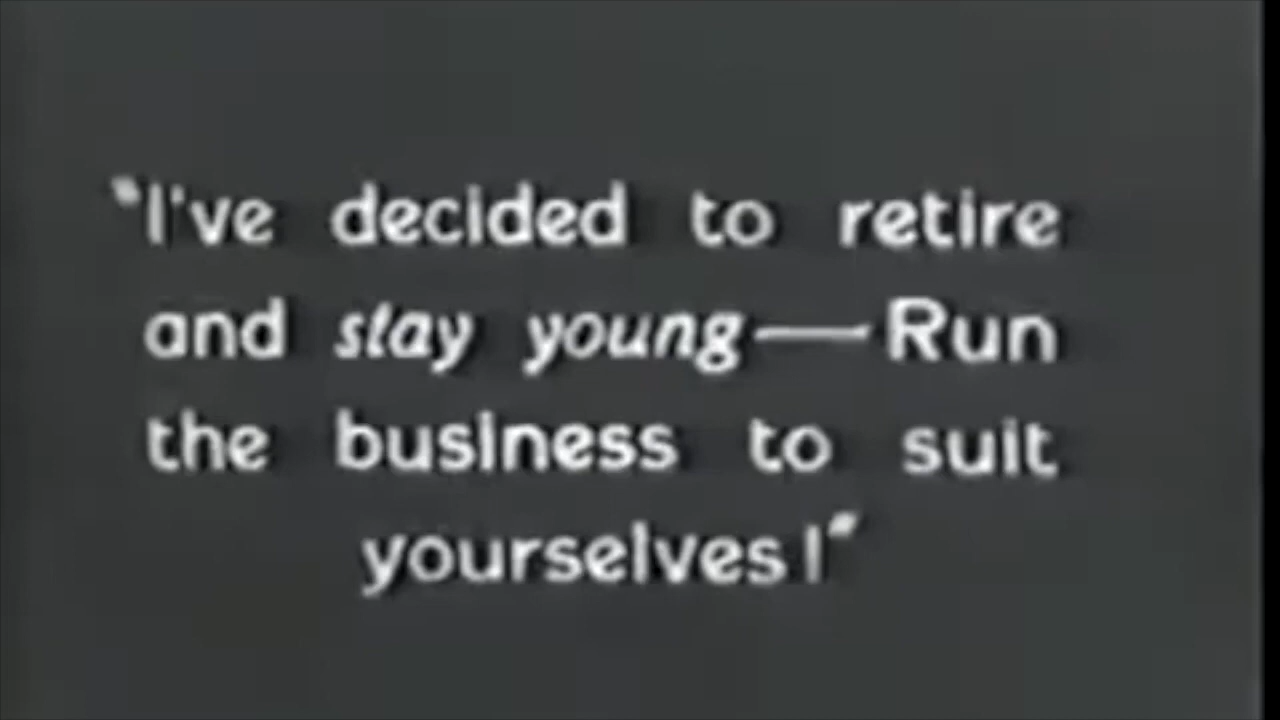 "I've decided to retire
and stay young—Run
the business to suit
yourselves!"